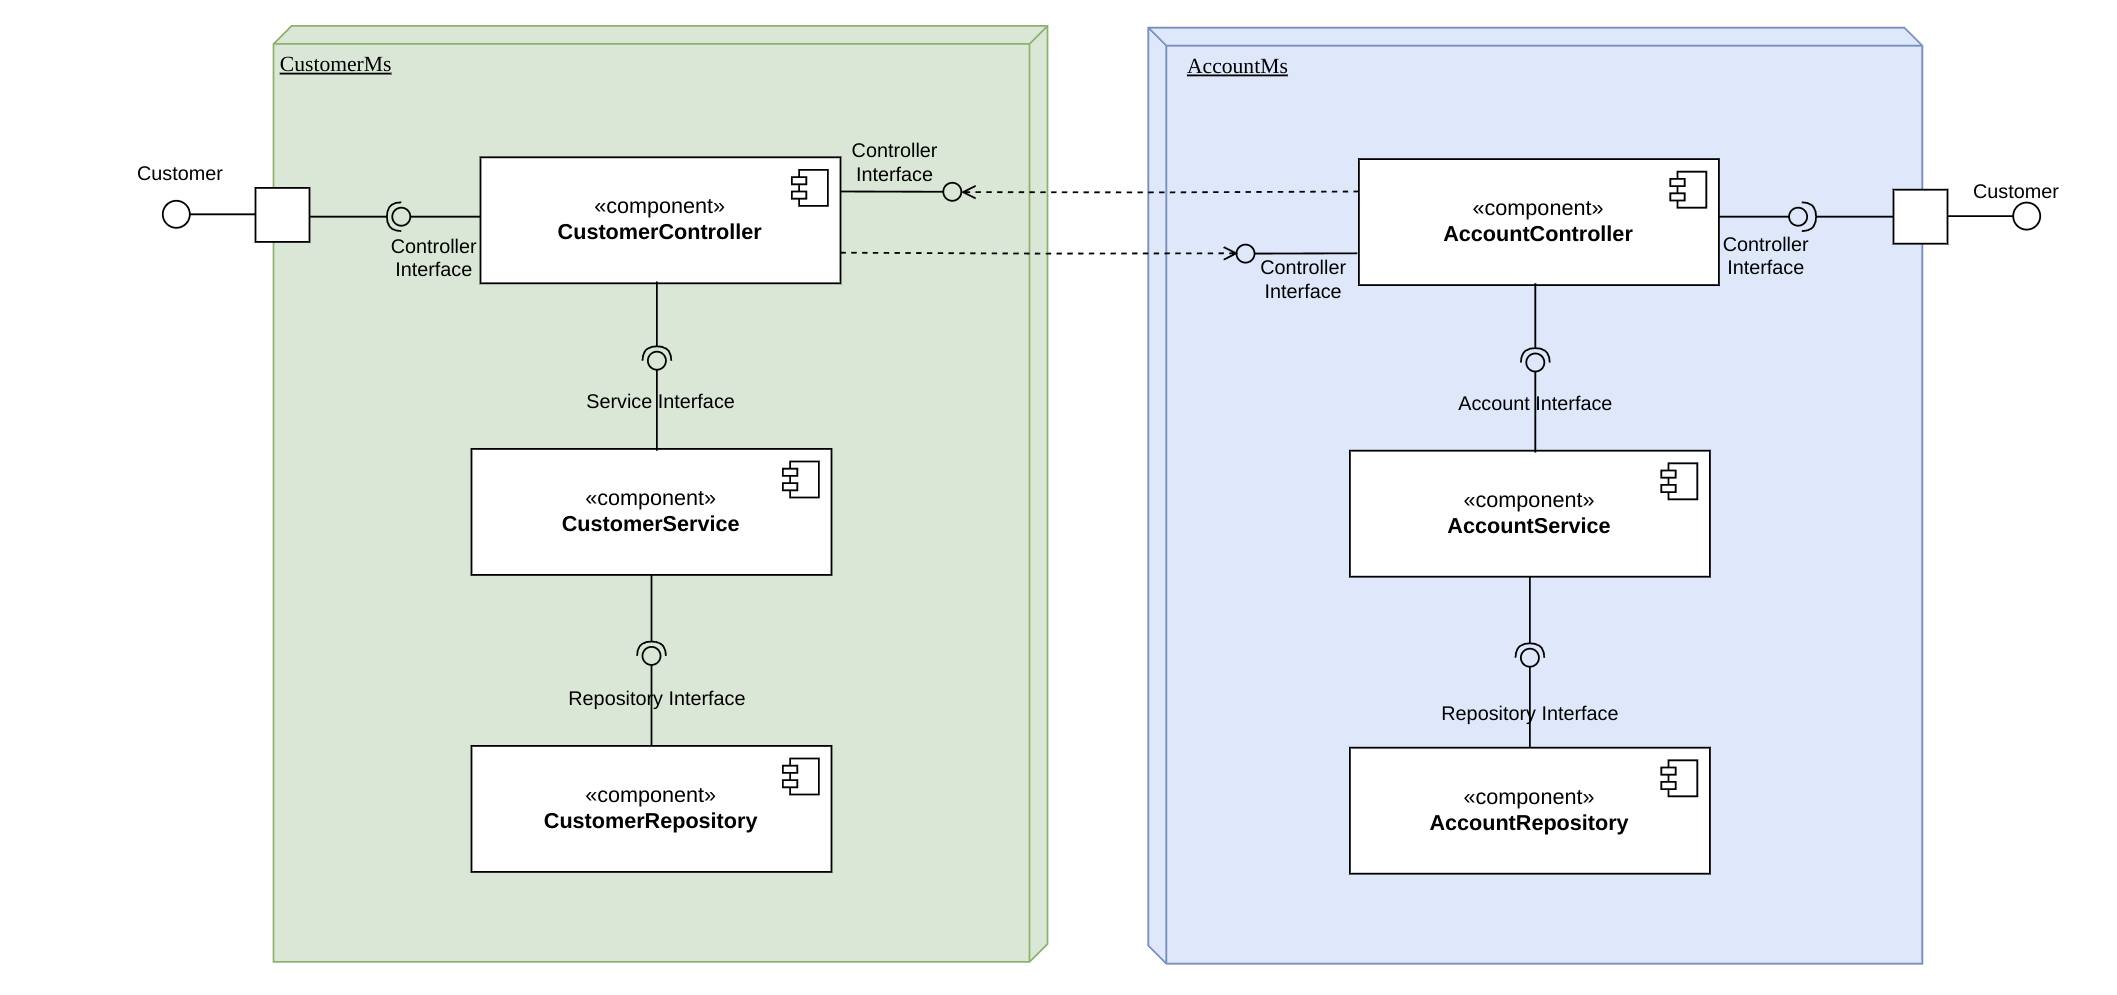 CustomerMs
Customer
Controller
Interface
«component»
CustomerController
Controller
Interface
Service Interface
«component»
CustomerService
Repository Interface
«component»
CustomerRepository
AccountMs
Controller
Interface
«component»
AccountController
Controller
Interface
Customer
Account Interface
«component»
AccountService
Repository Interface
«component»
AccountRepository